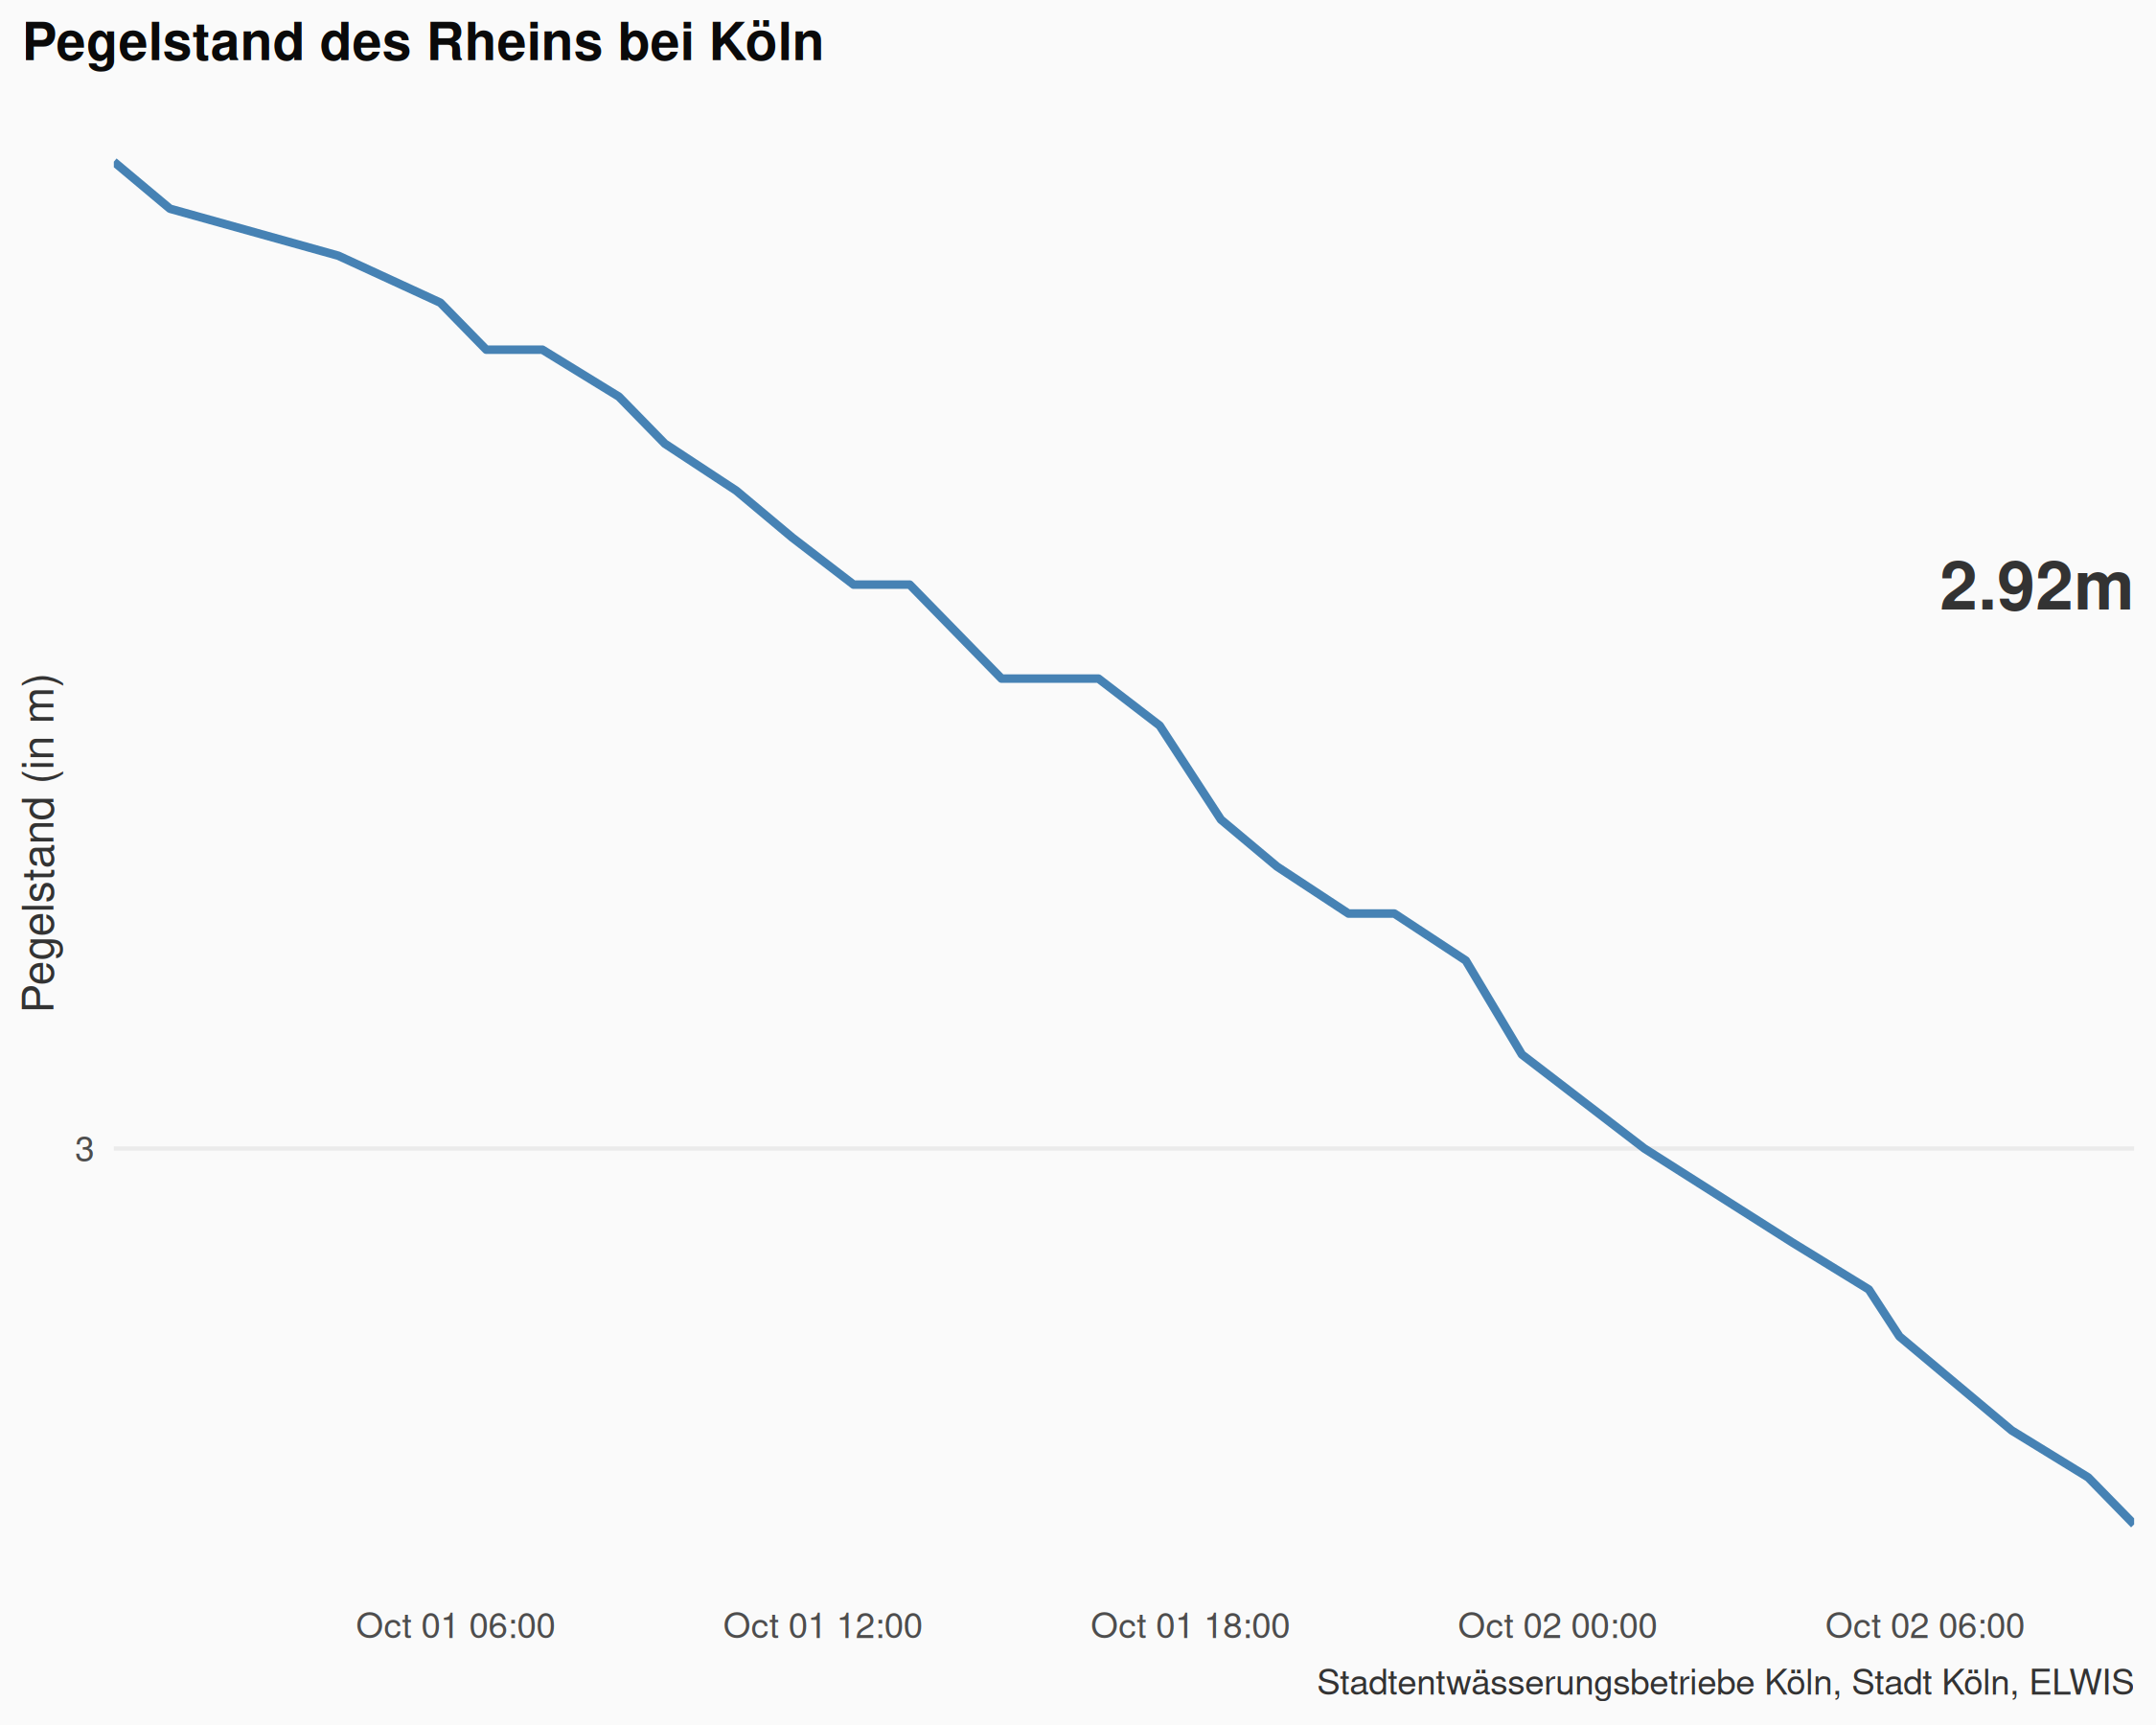 Pegelstand des Rheins bei Köln
2.92m
Pegelstand (in m)
3
Oct 01 06:00
Oct 01 12:00
Oct 01 18:00
Oct 02 00:00
Oct 02 06:00
Stadtentwässerungsbetriebe Köln, Stadt Köln, ELWIS